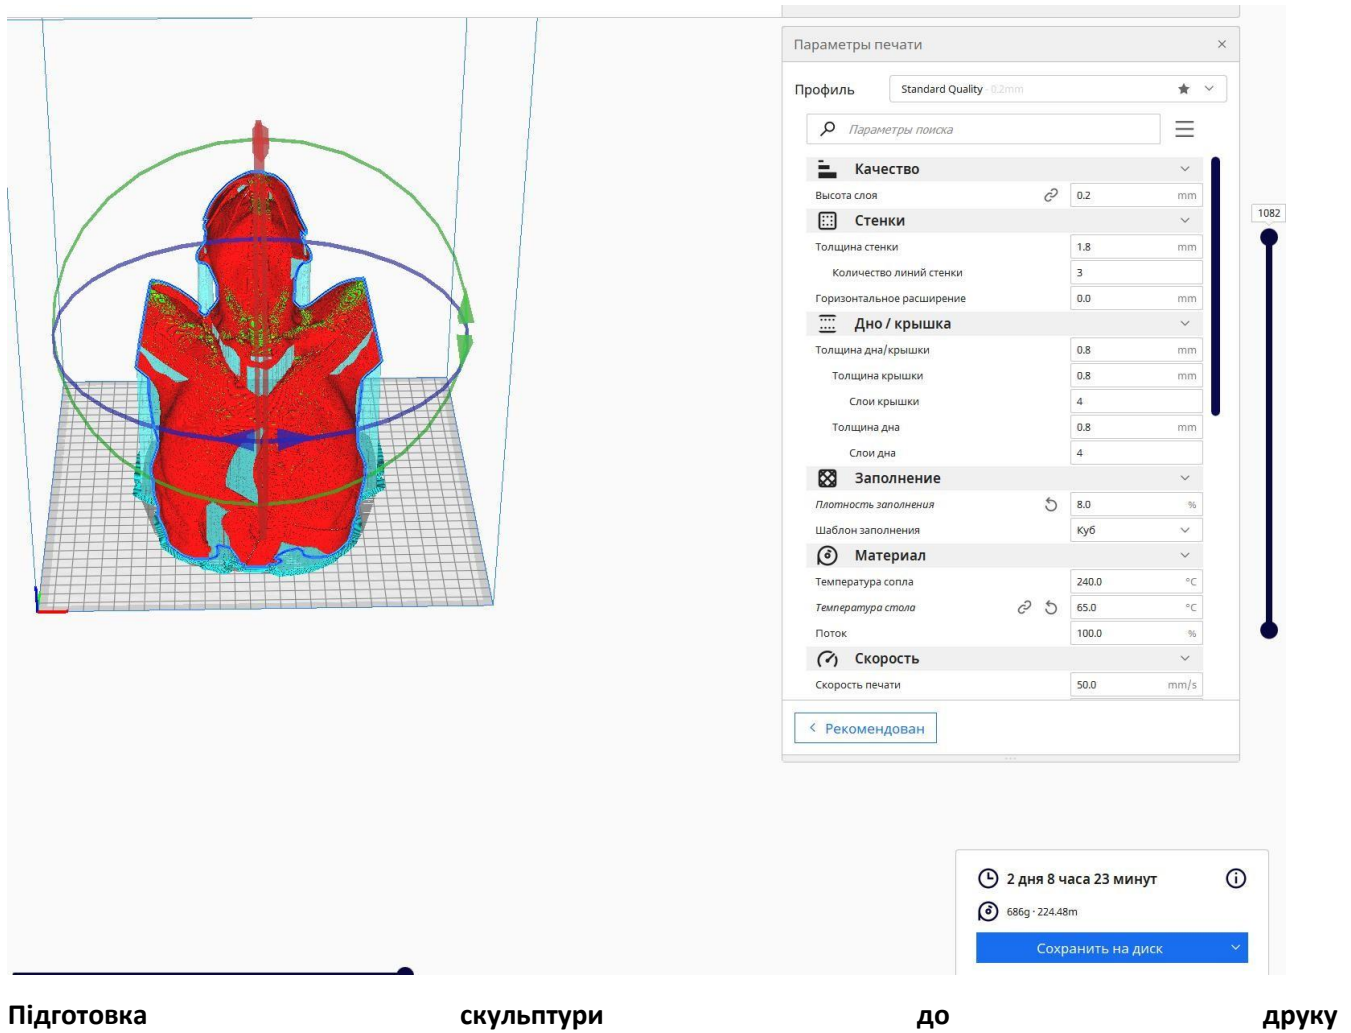 Параметры печати
Профиль Standard Quality - 0.2mm
Параметры поиска
Качество
Высота слоя 0.2 mm
1082
Стенки
Толщина стенки 1.8 mm
Количество линий стенки 3
Горизонтальное расширение 0.0 mm
Дно / крышка
Толщина дна/крышки 0.8 mm
Толщина крышки 0.8 mm
Слои крышки 4
Толщина дна 0.8 mm
Слои дна 4
Заполнение
Плотность заполнения 8.0 %
Шаблон заполнения Куб
Материал
Температура сопла 240.0 °C
Температура стола 65.0 °C
Поток 100.0 %
Скорость
Скорость печати 50.0 mm/s
Рекомендован
2 дня 8 часа 23 минут
686g · 224.48m
Сохранить на диск
Підготовка скульптури до друку